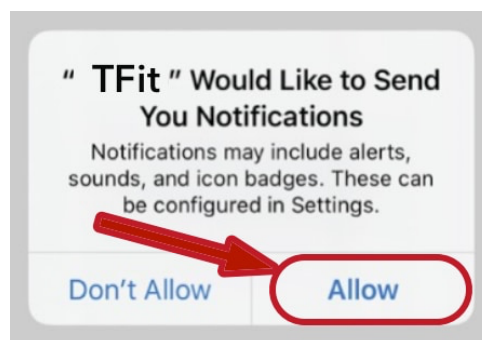 “ TFit ” Would Like to Send
You Notifications
Notifications may include alerts,
sounds, and icon badges. These can
be configured in Settings.
Don’t Allow
Allow